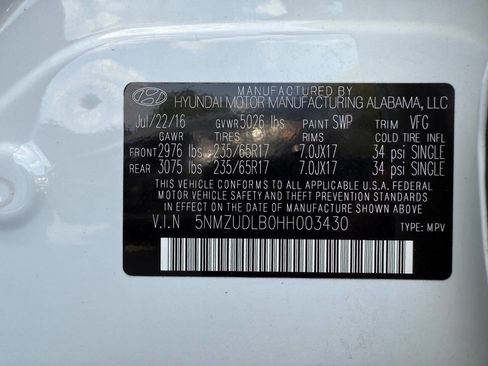 MANUFACTURED BY
HYUNDAI MOTOR MANUFACTURING ALABAMA, LLC
Jul/22/16 GVWR 5026 lbs PAINT SWP TRIM VFG
GAWR TIRES RIMS COLD TIRE INFL
FRONT 2976 lbs 235/65R17 7.0JX17 34 psi SINGLE
REAR 3075 lbs 235/65R17 7.0JX17 34 psi SINGLE
THIS VEHICLE CONFORMS TO ALL APPLICABLE U.S.A. FEDERAL
MOTOR VEHICLE SAFETY AND THEFT PREVENTION STANDARDS
IN EFFECT ON THE DATE OF MANUFACTURE SHOWN ABOVE.
V.I.N 5NMZUDLB0HH003430
TYPE: MPV